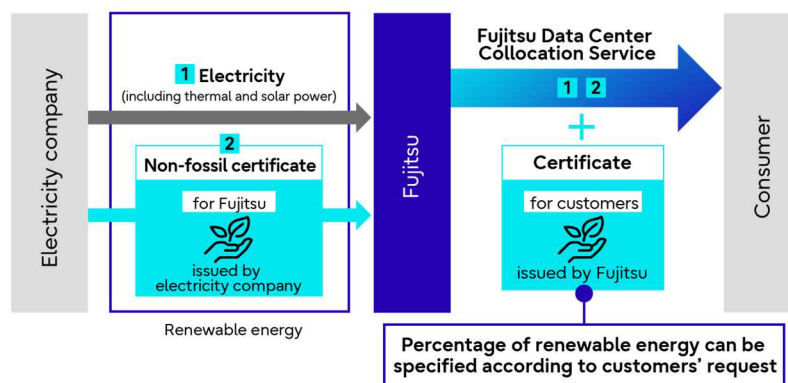 Electricity company
1 Electricity
(including thermal and solar power)
2
Non-fossil certificate
for Fujitsu
issued by
electricity company
Renewable energy
Fujitsu
Fujitsu Data Center
Collocation Service
1 2
+
Certificate
for customers
issued by Fujitsu
Percentage of renewable energy can be
specified according to customers' request
Consumer